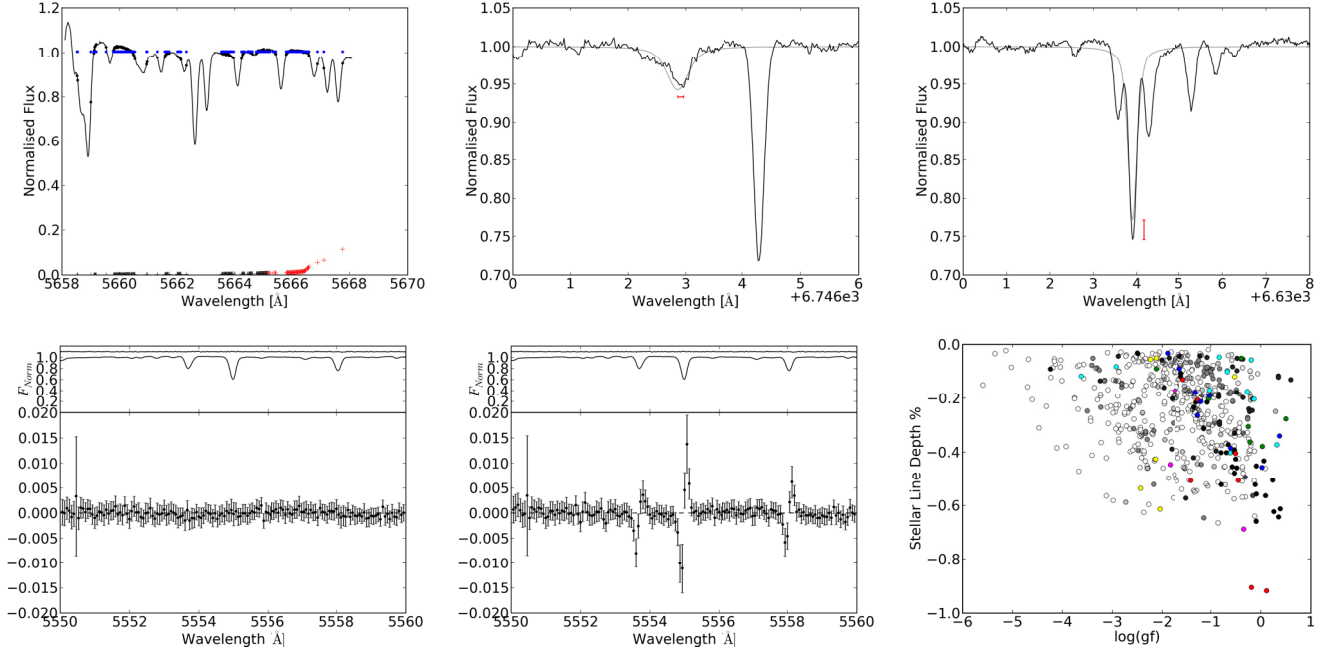 1.2
1.0
0.8
0.6
0.4
0.2
0.0
Normalised Flux
5658 5660 5662 5664 5666 5668 5670
Wavelength [Å]
1.00
0.95
0.90
0.85
0.80
0.75
0.70
Normalised Flux
0 1 2 3 4 5 6
Wavelength [Å]
+6.746e3
1.00
0.95
0.90
0.85
0.80
0.75
0.70
Normalised Flux
0 1 2 3 4 5 6 7 8
Wavelength [Å]
+6.63e3
1.0
0.8
0.6
0.4
0.2
F_Norm
0.020
0.015
0.010
0.005
0.000
−0.005
−0.010
−0.015
−0.020
5550 5552 5554 5556 5558 5560
Wavelength [Å]
1.0
0.8
0.6
0.4
0.2
F_Norm
0.020
0.015
0.010
0.005
0.000
−0.005
−0.010
−0.015
−0.020
5550 5552 5554 5556 5558 5560
Wavelength [Å]
0.0
−0.2
−0.4
−0.6
−0.8
−1.0
Stellar Line Depth %
−6 −5 −4 −3 −2 −1 0 1
log(gf)